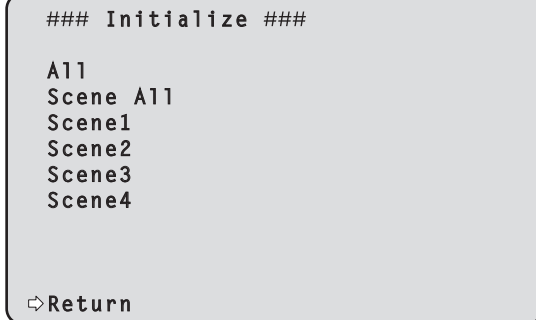 ### Initialize ###
All
Scene All
Scene1
Scene2
Scene3
Scene4
⇨Return